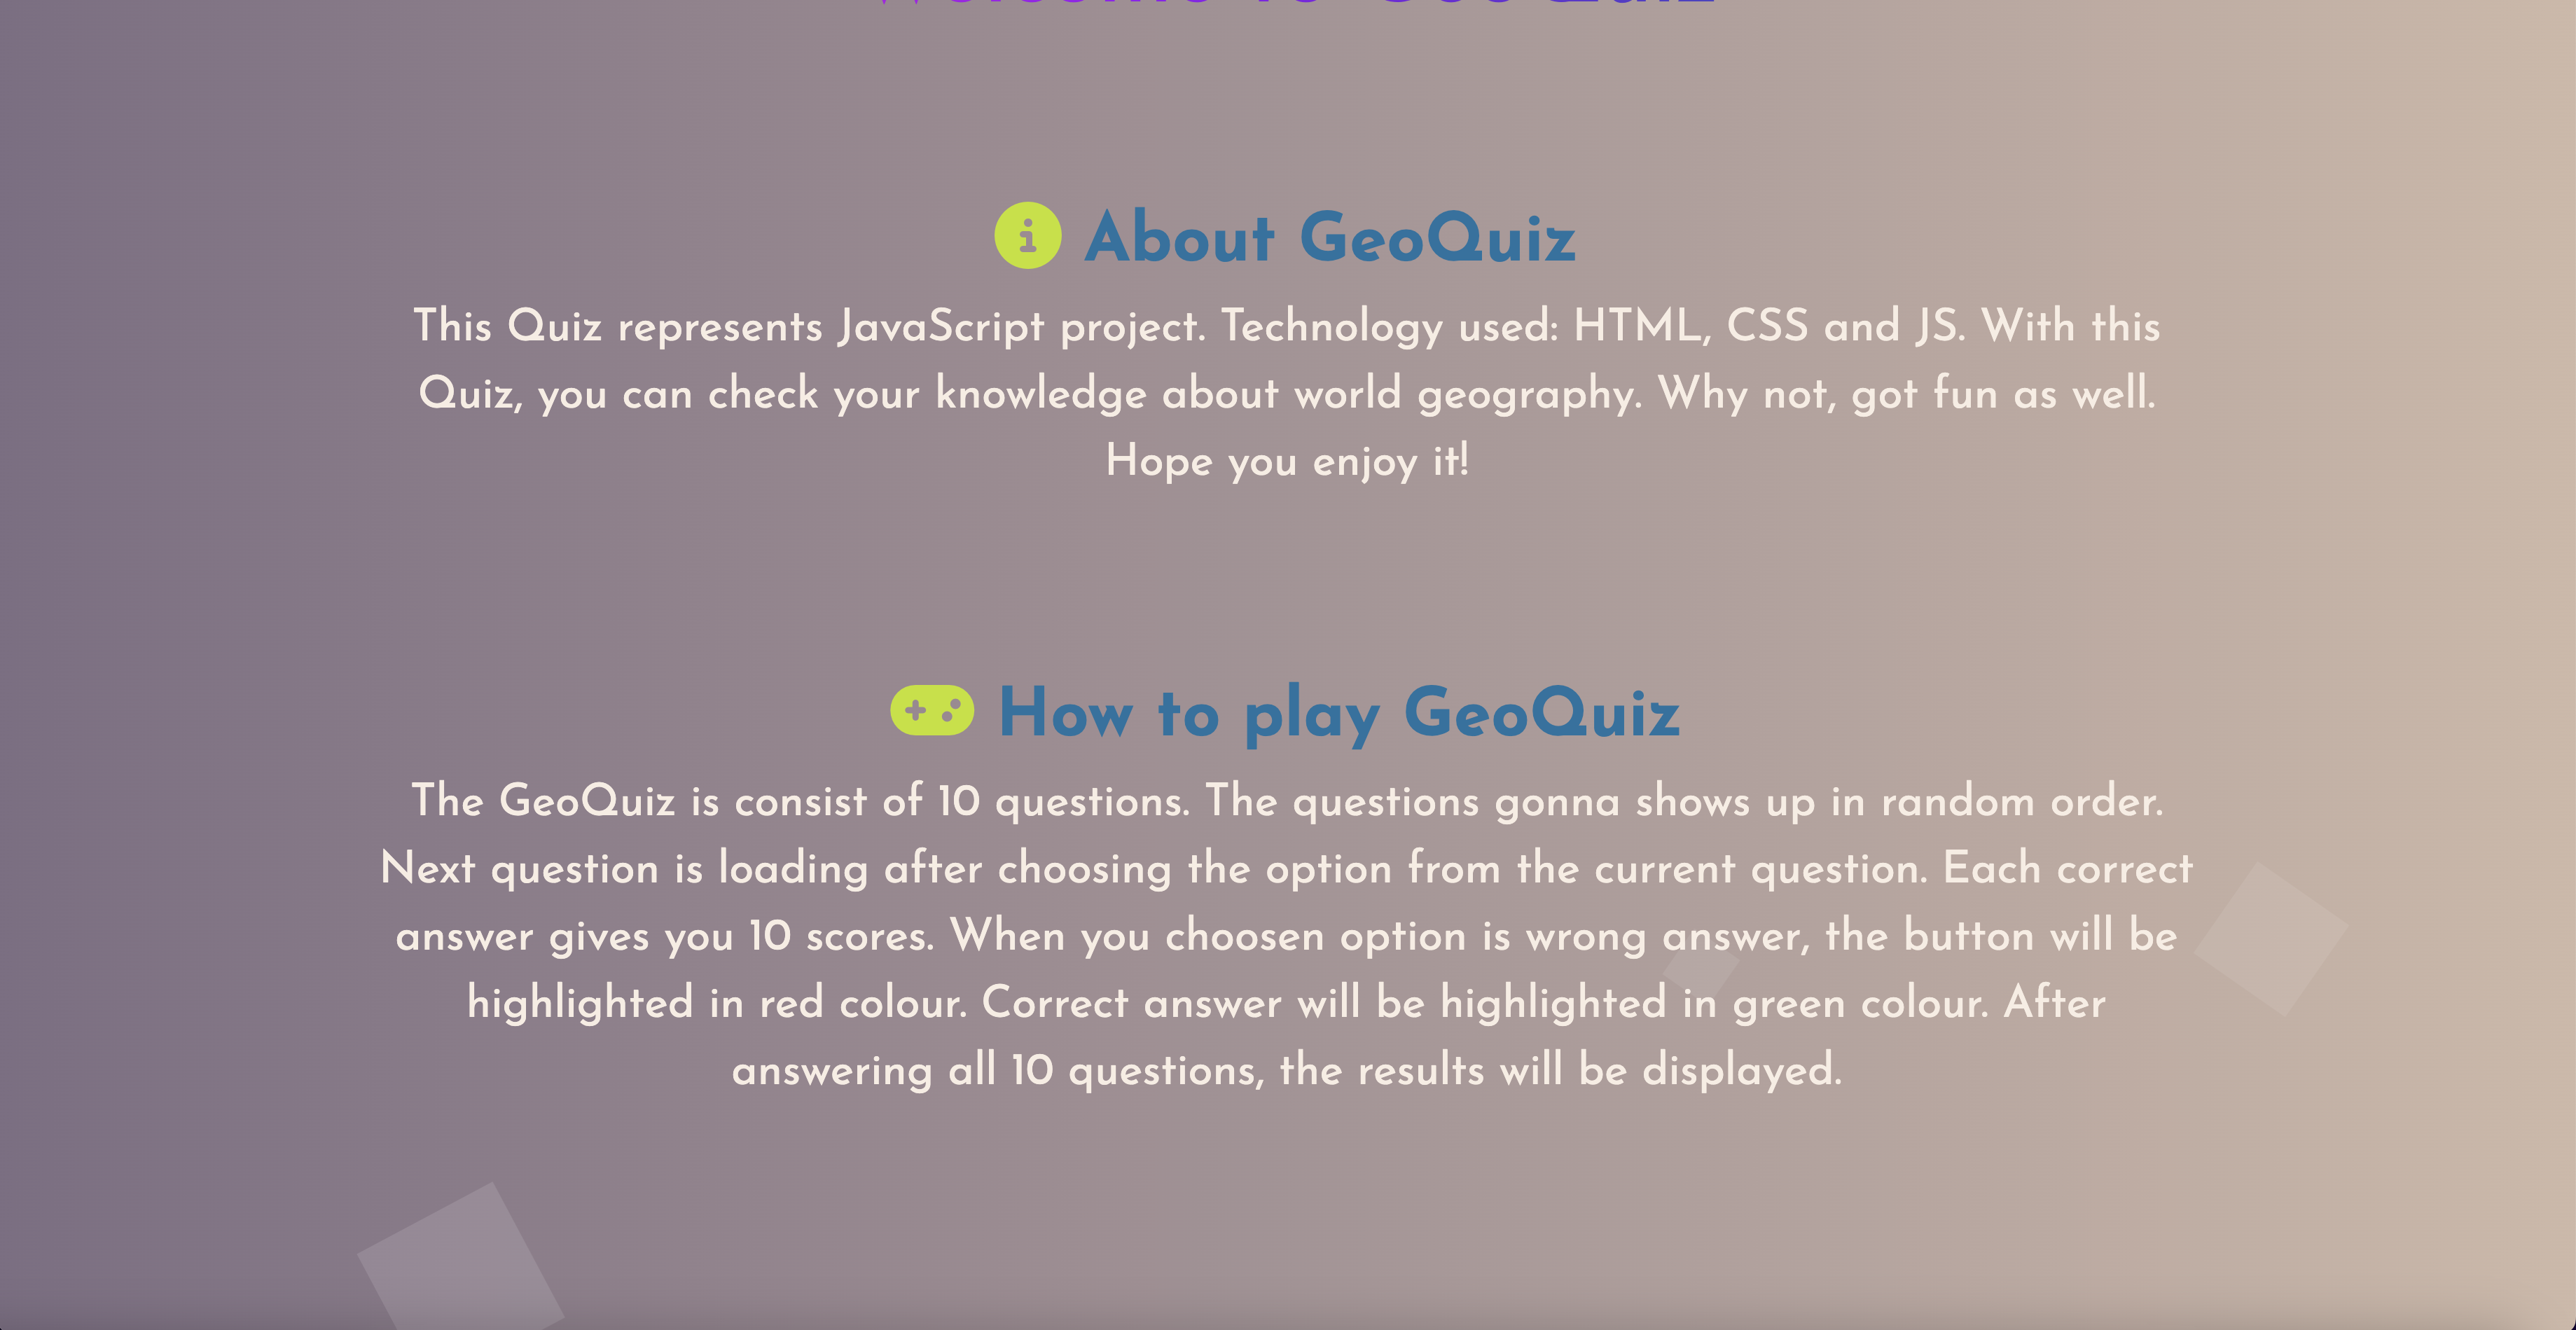 Welcome to GeoQuiz
About GeoQuiz
This Quiz represents JavaScript project. Technology used: HTML, CSS and JS. With this
Quiz, you can check your knowledge about world geography. Why not, got fun as well.
Hope you enjoy it!
How to play GeoQuiz
The GeoQuiz is consist of 10 questions. The questions gonna shows up in random order.
Next question is loading after choosing the option from the current question. Each correct
answer gives you 10 scores. When you choosen option is wrong answer, the button will be
highlighted in red colour. Correct answer will be highlighted in green colour. After
answering all 10 questions, the results will be displayed.